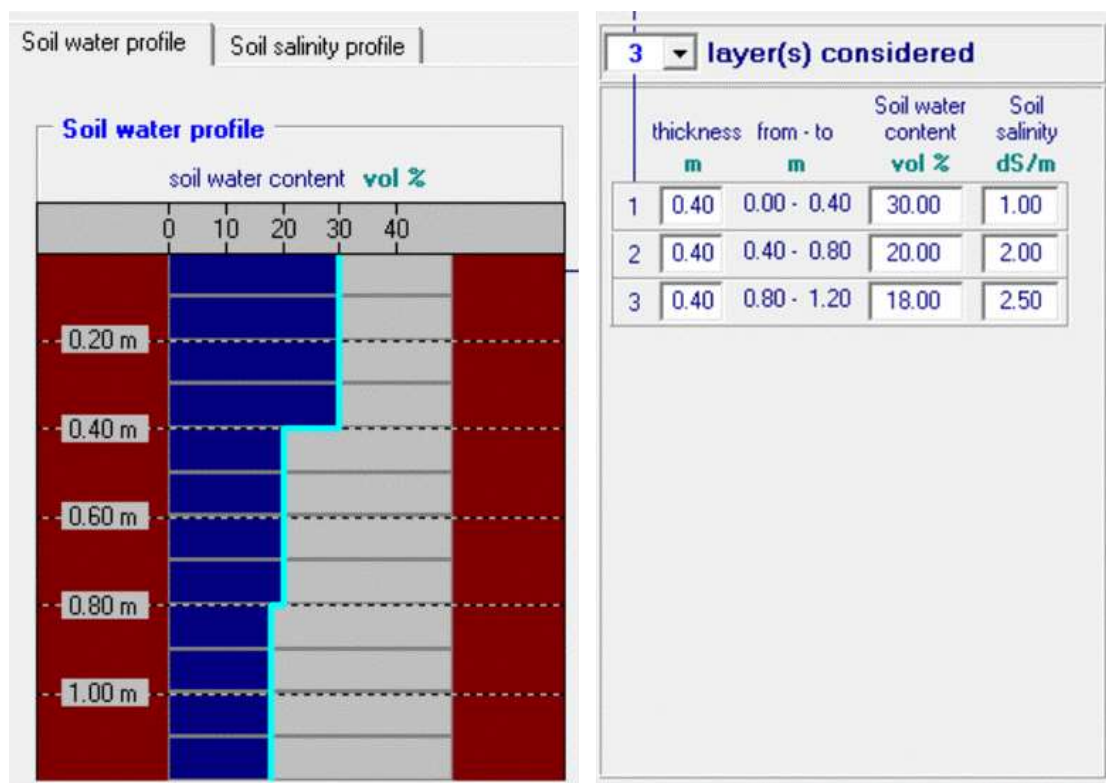 Soil water profile
Soil salinity profile
Soil water profile
soil water content vol %
0 10 20 30 40
0.20 m
0.40 m
0.60 m
0.80 m
1.00 m
3 layer(s) considered
Soil water Soil
thickness from - to content salinity
m m vol % dS/m
1 0.40 0.00 - 0.40 30.00 1.00
2 0.40 0.40 - 0.80 20.00 2.00
3 0.40 0.80 - 1.20 18.00 2.50